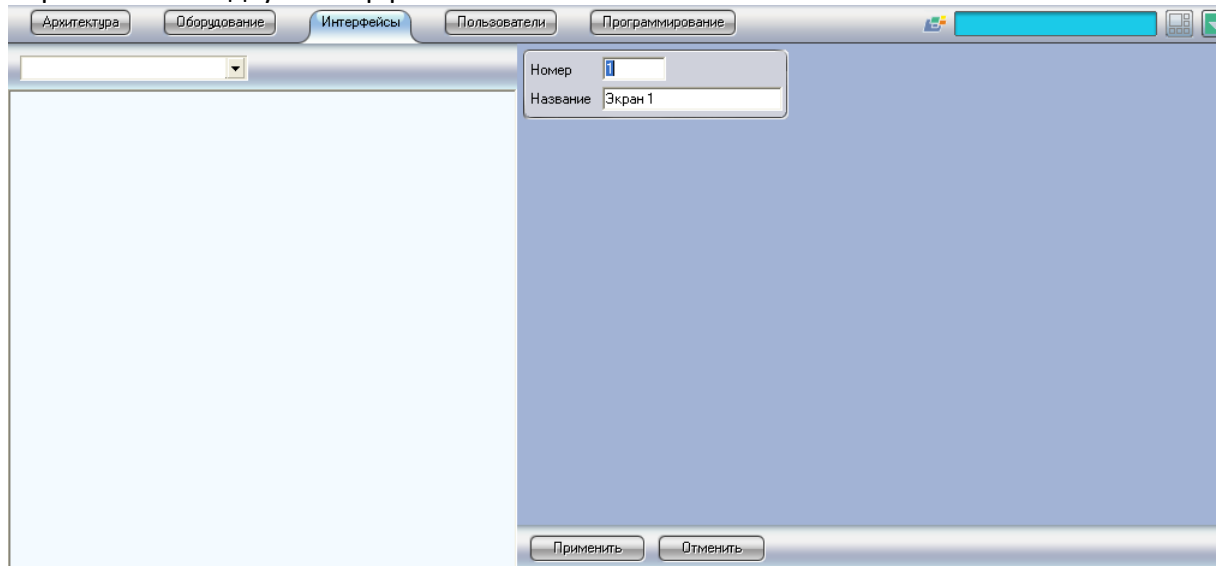 Архитектура
Оборудование
Интерфейсы
Пользователи
Программирование
Номер 1
Название Экран 1
Применить
Отменить